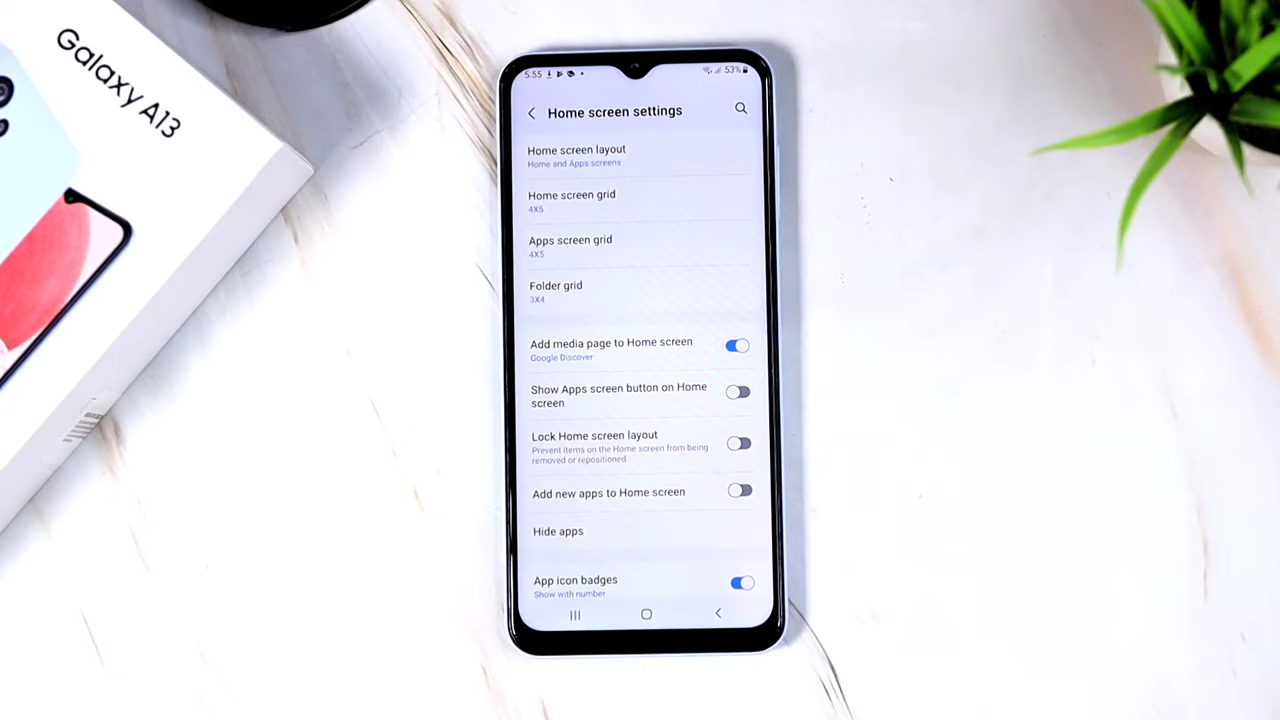 Galaxy A13
5:55
53%
Home screen settings
Home screen layout
Home and Apps screens
Home screen grid
4X5
Apps screen grid
4X5
Folder grid
3X4
Add media page to Home screen
Google Discover
Show Apps screen button on Home
screen
Lock Home screen layout
Prevent items on the Home screen from being
removed or repositioned.
Add new apps to Home screen
Hide apps
App icon badges
Show with number